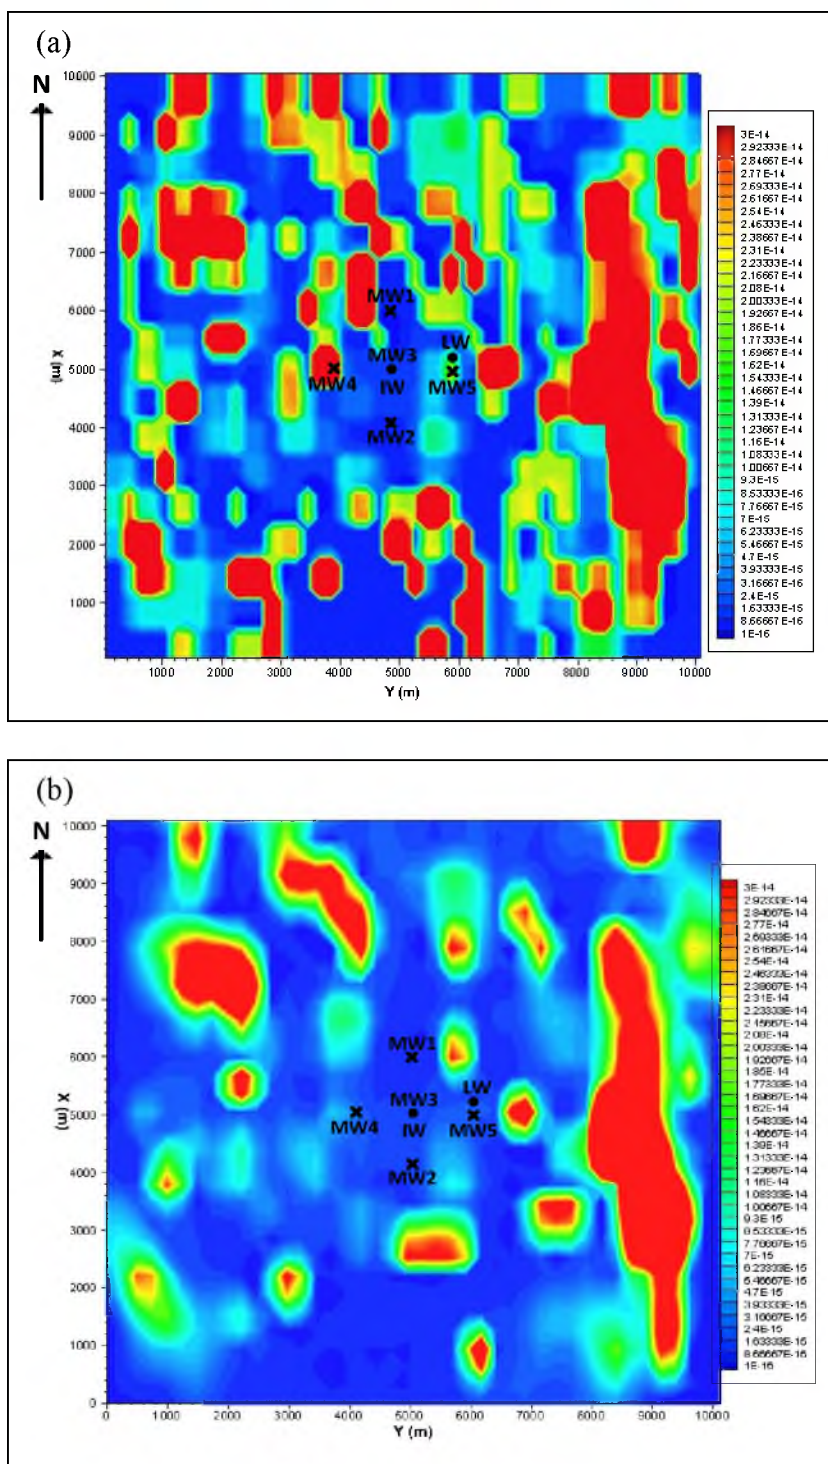 (a)
N
10000
9000
8000
7000
6000
5000
4000
3000
2000
1000
X (m)
MW1
MW3
IW
MW4
LW
MW5
MW2
1000
2000
3000
4000
5000
6000
7000
8000
9000
10000
Y (m)
3E-14
2.92333E-14
2.84667E-14
2.77E-14
2.69333E-14
2.61667E-14
2.54E-14
2.46333E-14
2.38667E-14
2.31E-14
2.23333E-14
2.15667E-14
2.08E-14
2.00333E-14
1.92667E-14
1.85E-14
1.77333E-14
1.69667E-14
1.62E-14
1.54333E-14
1.46667E-14
1.39E-14
1.31333E-14
1.23667E-14
1.16E-14
1.08333E-14
1.00667E-14
9.3E-15
8.53333E-15
7.76667E-15
7E-15
6.23333E-15
5.46667E-15
4.7E-15
3.93333E-15
3.16667E-15
2.4E-15
1.63333E-15
8.66667E-16
1E-16
(b)
N
10000
9000
8000
7000
6000
5000
4000
3000
2000
1000
0
X (m)
MW1
MW3
IW
MW4
LW
MW5
MW2
0
1000
2000
3000
4000
5000
6000
7000
8000
9000
10000
Y (m)
3E-14
2.92333E-14
2.84667E-14
2.77E-14
2.69333E-14
2.61667E-14
2.54E-14
2.46333E-14
2.38667E-14
2.31E-14
2.23333E-14
2.15667E-14
2.08E-14
2.00333E-14
1.92667E-14
1.85E-14
1.77333E-14
1.69667E-14
1.62E-14
1.54333E-14
1.46667E-14
1.39E-14
1.31333E-14
1.23667E-14
1.16E-14
1.08333E-14
1.00667E-14
9.3E-15
8.53333E-15
7.76667E-15
7E-15
6.23333E-15
5.46667E-15
4.7E-15
3.93333E-15
3.16667E-15
2.4E-15
1.63333E-15
8.66667E-16
1E-16